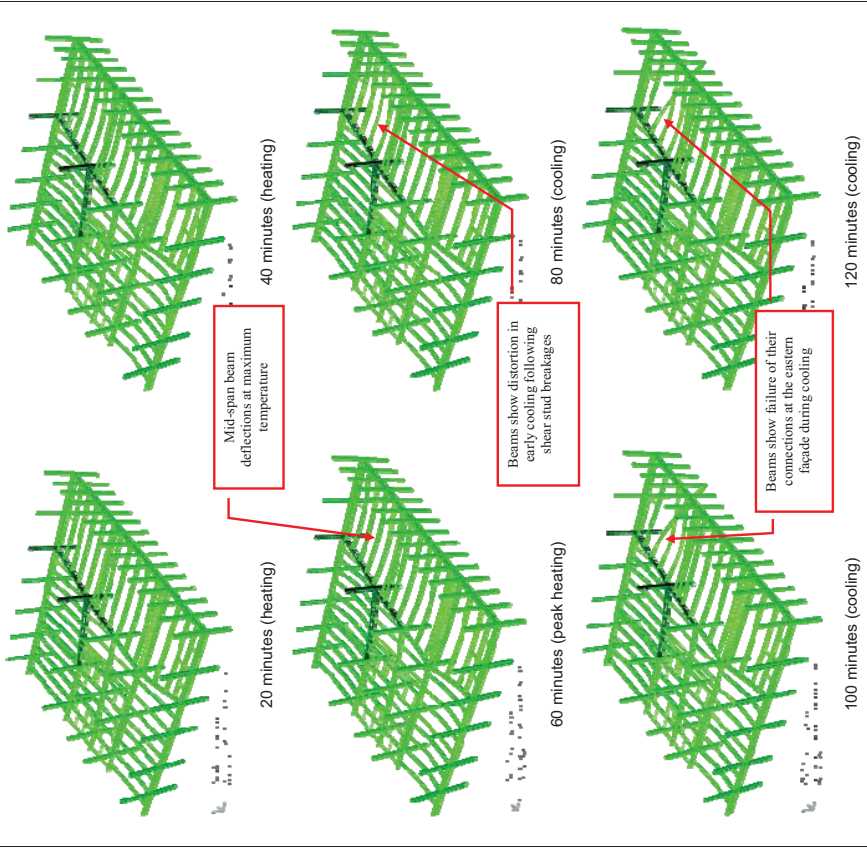 Mid-span beam
deflections at maximum
temperature
20 minutes (heating)
40 minutes (heating)
Beams show distortion in
early cooling following
shear stud breakages
60 minutes (peak heating)
80 minutes (cooling)
Beams show failure of their
connections at the eastern
façade during cooling
100 minutes (cooling)
120 minutes (cooling)